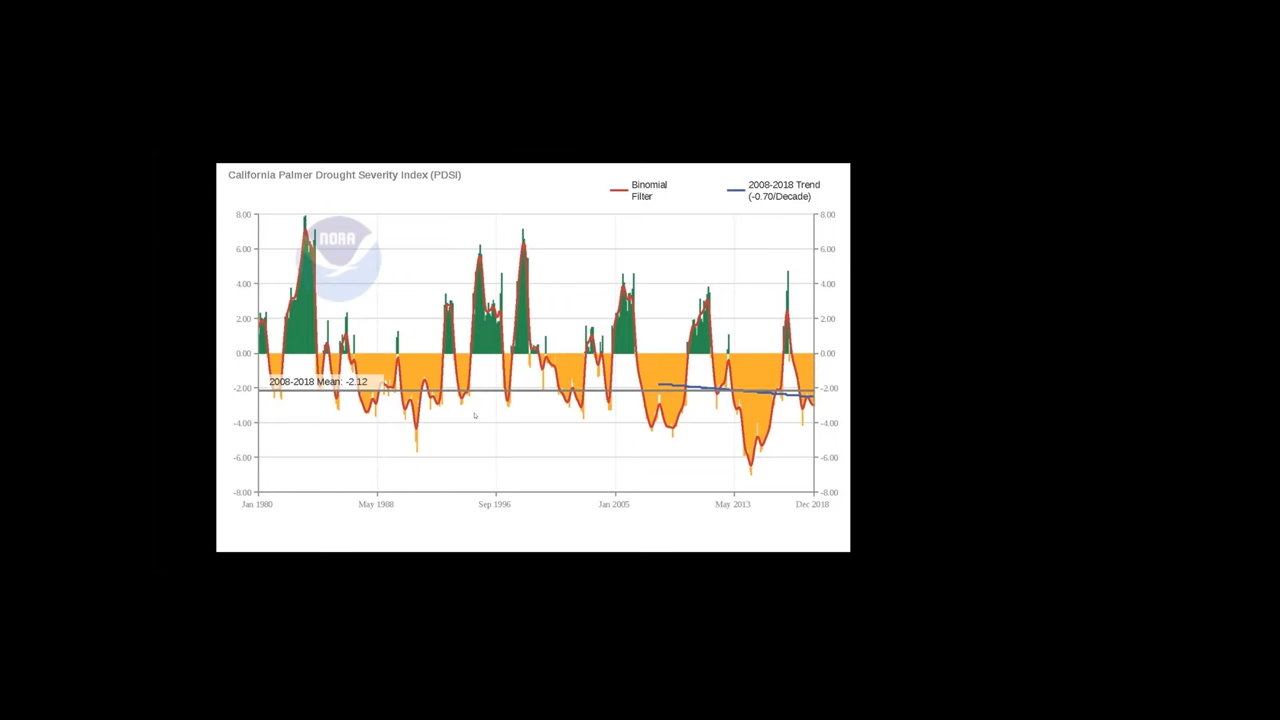 California Palmer Drought Severity Index (PDSI)
Binomial
Filter
2008-2018 Trend
(-0.70/Decade)
8.00
6.00
4.00
2.00
0.00
-2.00
-4.00
-6.00
-8.00
8.00
6.00
4.00
2.00
0.00
-2.00
-4.00
-6.00
-8.00
NOAA
2008-2018 Mean: -2.12
Jan 1980
May 1988
Sep 1996
Jan 2005
May 2013
Dec 2018